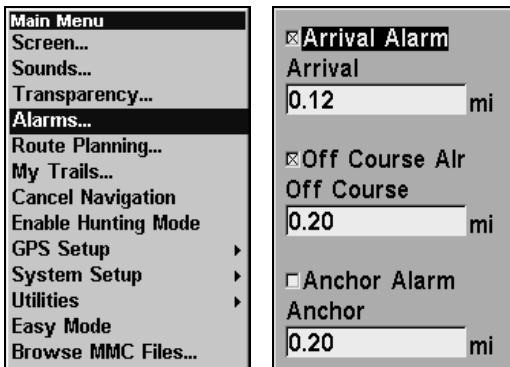 Main Menu
Screen...
Sounds...
Transparency...
Alarms...
Route Planning...
My Trails...
Cancel Navigation
Enable Hunting Mode
GPS Setup
System Setup
Utilities
Easy Mode
Browse MMC Files...
Arrival Alarm
Arrival
0.12 mi
Off Course Alr
Off Course
0.20 mi
Anchor Alarm
Anchor
0.20 mi